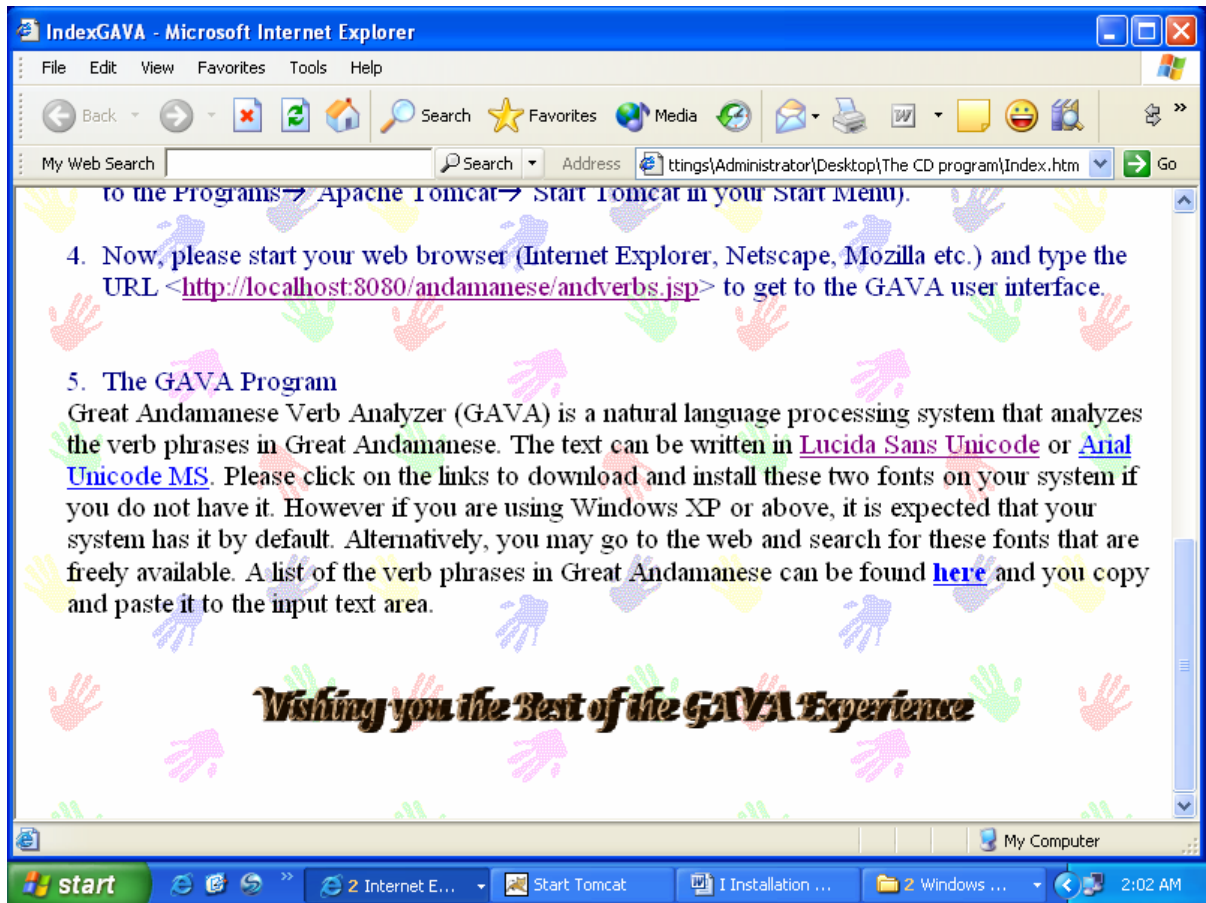 IndexGAVA - Microsoft Internet Explorer
File Edit View Favorites Tools Help
Back Search Favorites Media
My Web Search Search Address ttings\Administrator\Desktop\The CD program\Index.htm Go
to the Programs→ Apache Tomcat→ Start Tomcat in your Start Menu).
4. Now, please start your web browser (Internet Explorer, Netscape, Mozilla etc.) and type the
URL <http://localhost:8080/andamanese/andverbs.jsp> to get to the GAVA user interface.
5. The GAVA Program
Great Andamanese Verb Analyzer (GAVA) is a natural language processing system that analyzes
the verb phrases in Great Andamanese. The text can be written in Lucida Sans Unicode or Arial
Unicode MS. Please click on the links to download and install these two fonts on your system if
you do not have it. However if you are using Windows XP or above, it is expected that your
system has it by default. Alternatively, you may go to the web and search for these fonts that are
freely available. A list of the verb phrases in Great Andamanese can be found here and you copy
and paste it to the input text area.
Wishing you the Best of the GAVA Experience
My Computer
start 2 Internet E... Start Tomcat I Installation ... 2 Windows ... 2:02 AM